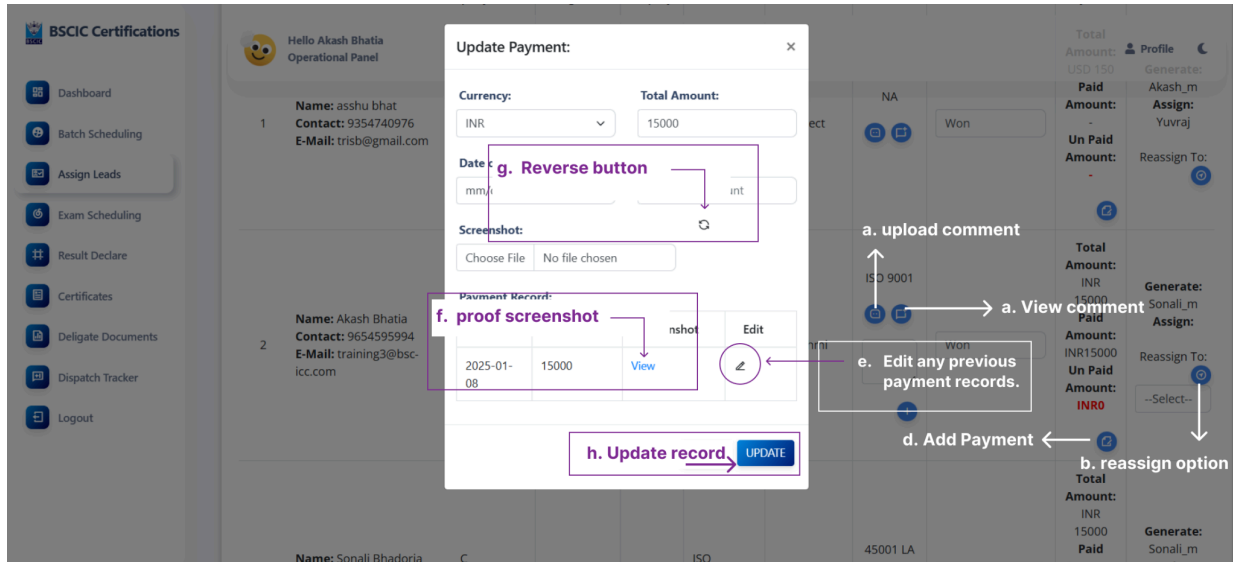 BSCIC Certifications
Dashboard
Batch Scheduling
Assign Leads
Exam Scheduling
Result Declare
Certificates
Deligate Documents
Dispatch Tracker
Logout
Hello Akash Bhatia
Operational Panel
Profile
1
Name: asshu bhat
Contact: 9354740976
E-Mail: trisb@gmail.com
ect
NA
Won
Total
Amount:
USD 150
Paid
Amount:
-
Un Paid
Amount:
-
Generate:
Akash_m
Assign:
Yuvraj
Reassign To:
Update Payment:
×
Currency:
Total Amount:
INR
15000
Date
g. Reverse button
mm/
unt
Screenshot:
Choose File
No file chosen
Payment Record:
f. proof screenshot
nshot
Edit
2025-01-
08
15000
View
h. Update record
UPDATE
2
Name: Akash Bhatia
Contact: 9654595994
E-Mail: training3@bsc-
icc.com
a. upload comment
ISO 9001
a. View comment
Won
e. Edit any previous
payment records.
Total
Amount:
INR
15000
Paid
Amount:
INR15000
Un Paid
Amount:
INR0
Generate:
Sonali_m
Assign:
Reassign To:
--Select--
d. Add Payment
b. reassign option
Name: Sonali Bhadoria
C
ISO
45001 LA
Total
Amount:
INR
15000
Paid
Generate:
Sonali_m